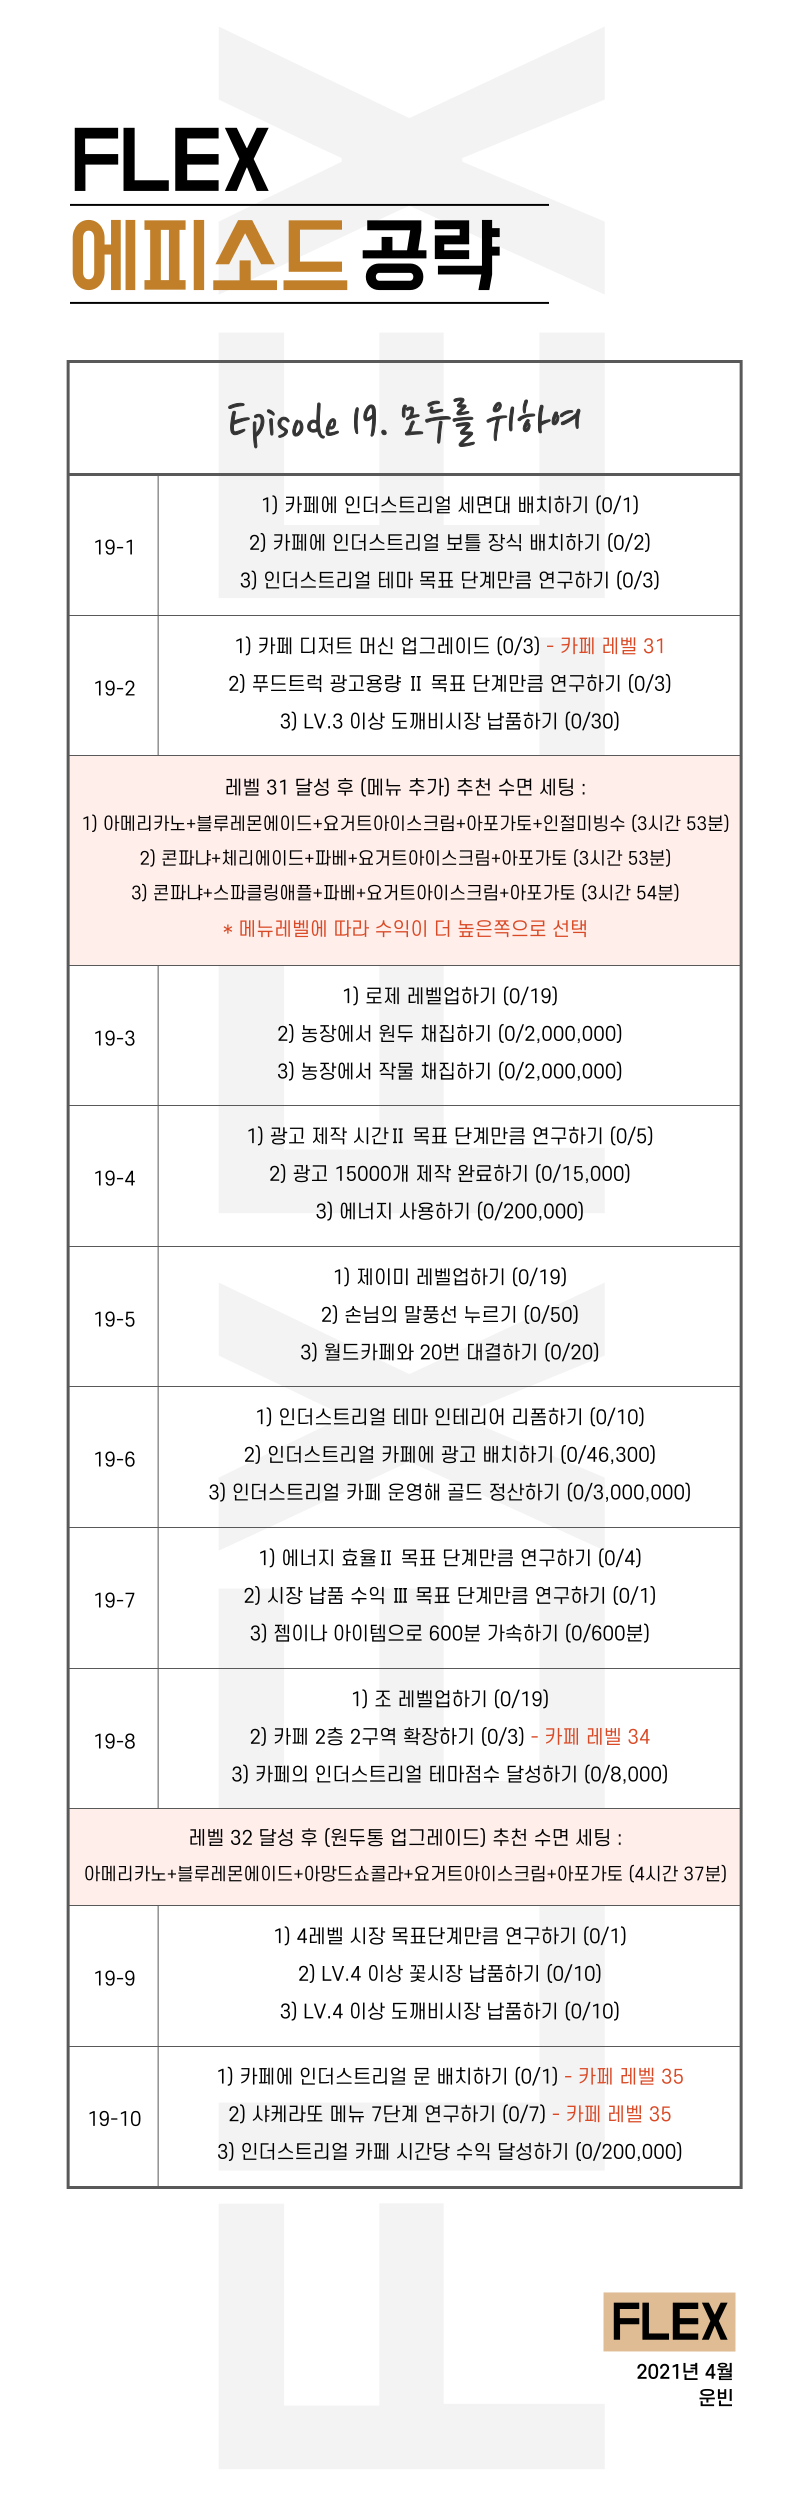 FLEX
에피소드 공략
Episode 19. 모두를 위하여
19-1
1) 카페에 인더스트리얼 세면대 배치하기 (0/1)
2) 카페에 인더스트리얼 보틀 장식 배치하기 (0/2)
3) 인더스트리얼 테마 목표 단계만큼 연구하기 (0/3)
19-2
1) 카페 디저트 머신 업그레이드 (0/3) - 카페 레벨 31
2) 푸드트럭 광고용량 Ⅱ 목표 단계만큼 연구하기 (0/3)
3) LV.3 이상 도깨비시장 납품하기 (0/30)
레벨 31 달성 후 (메뉴 추가) 추천 수면 세팅 :
1) 아메리카노+블루레몬에이드+요거트아이스크림+아포가토+인절미빙수 (3시간 53분)
2) 콘파냐+체리에이드+파베+요거트아이스크림+아포가토 (3시간 53분)
3) 콘파냐+스파클링애플+파베+요거트아이스크림+아포가토 (3시간 54분)
* 메뉴레벨에 따라 수익이 더 높은쪽으로 선택
19-3
1) 로제 레벨업하기 (0/19)
2) 농장에서 원두 채집하기 (0/2,000,000)
3) 농장에서 작물 채집하기 (0/2,000,000)
19-4
1) 광고 제작 시간Ⅱ 목표 단계만큼 연구하기 (0/5)
2) 광고 15000개 제작 완료하기 (0/15,000)
3) 에너지 사용하기 (0/200,000)
19-5
1) 제이미 레벨업하기 (0/19)
2) 손님의 말풍선 누르기 (0/50)
3) 월드카페와 20번 대결하기 (0/20)
19-6
1) 인더스트리얼 테마 인테리어 리폼하기 (0/10)
2) 인더스트리얼 카페에 광고 배치하기 (0/46,300)
3) 인더스트리얼 카페 운영해 골드 정산하기 (0/3,000,000)
19-7
1) 에너지 효율Ⅱ 목표 단계만큼 연구하기 (0/4)
2) 시장 납품 수익 Ⅲ 목표 단계만큼 연구하기 (0/1)
3) 젬이나 아이템으로 600분 가속하기 (0/600분)
19-8
1) 조 레벨업하기 (0/19)
2) 카페 2층 2구역 확장하기 (0/3) - 카페 레벨 34
3) 카페의 인더스트리얼 테마점수 달성하기 (0/8,000)
레벨 32 달성 후 (원두통 업그레이드) 추천 수면 세팅 :
아메리카노+블루레몬에이드+아망드쇼콜라+요거트아이스크림+아포가토 (4시간 37분)
19-9
1) 4레벨 시장 목표단계만큼 연구하기 (0/1)
2) LV.4 이상 꽃시장 납품하기 (0/10)
3) LV.4 이상 도깨비시장 납품하기 (0/10)
19-10
1) 카페에 인더스트리얼 문 배치하기 (0/1) - 카페 레벨 35
2) 샤케라또 메뉴 7단계 연구하기 (0/7) - 카페 레벨 35
3) 인더스트리얼 카페 시간당 수익 달성하기 (0/200,000)
FLEX
2021년 4월
운빈